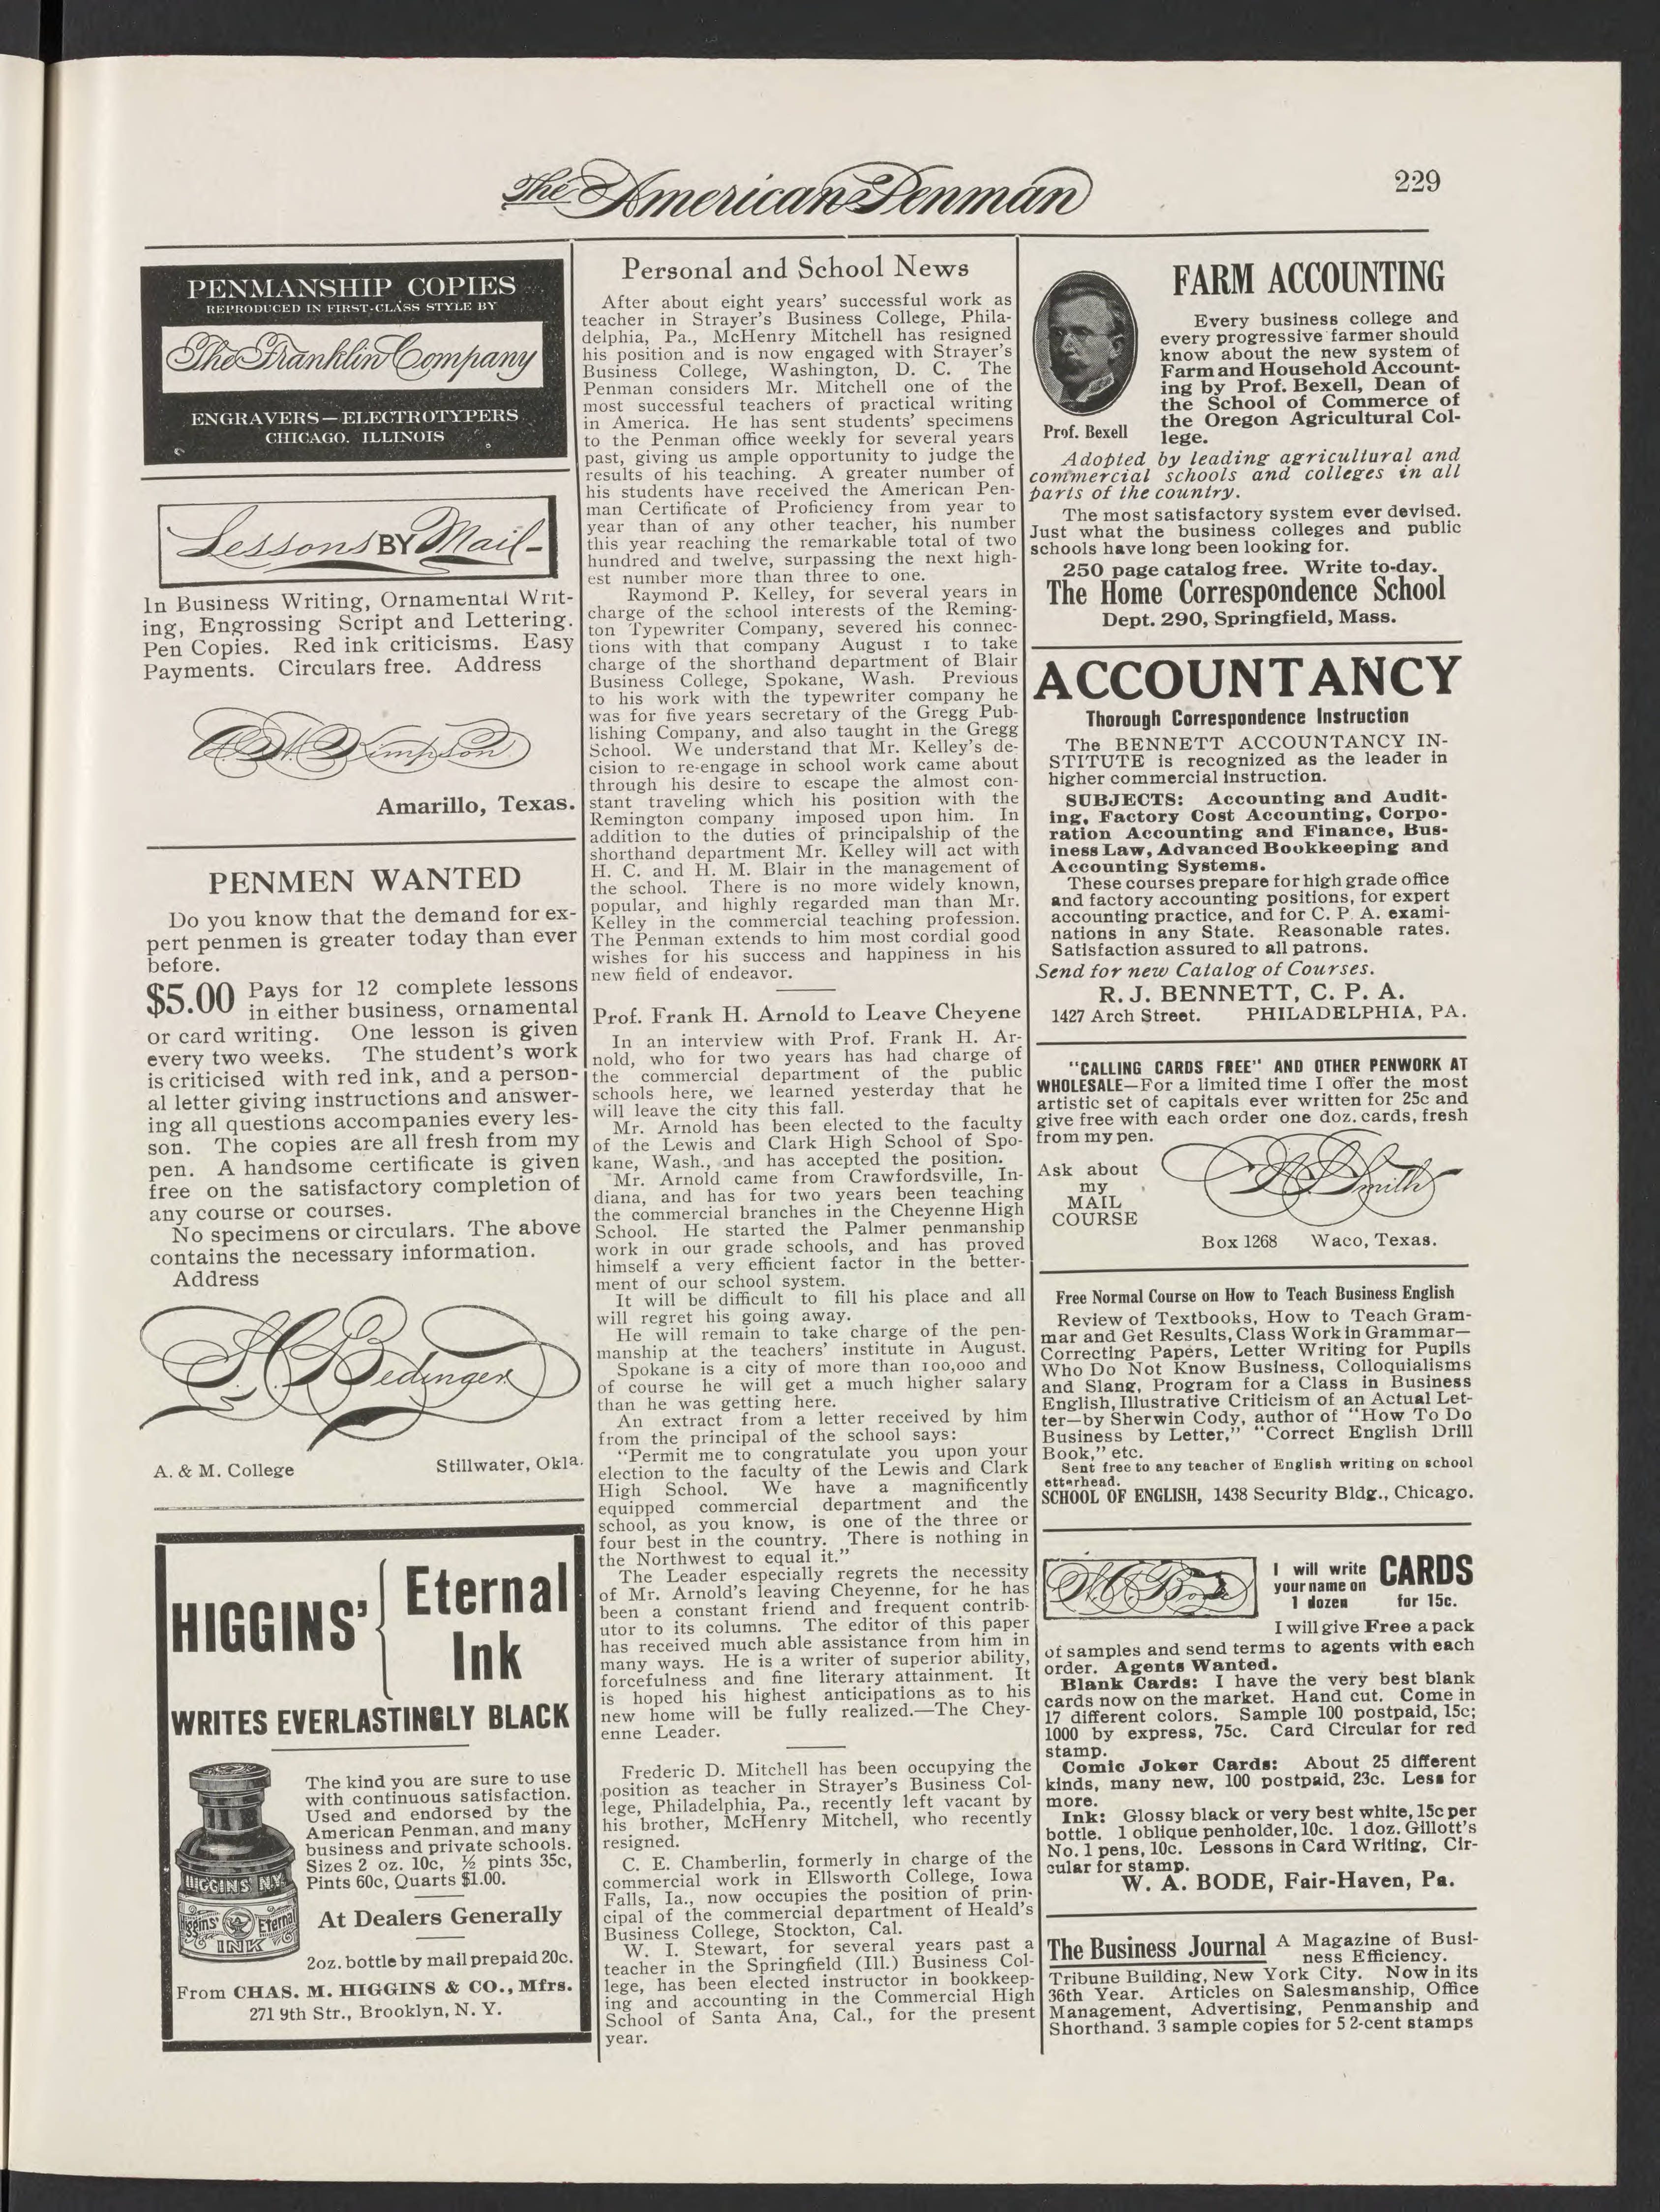 The American Penman
229
PENMANSHIP COPIES
REPRODUCED IN FIRST-CLASS STYLE BY
The Franklin Company
ENGRAVERS—ELECTROTYPERS
CHICAGO. ILLINOIS
Lessons BY Mail-
In Business Writing, Ornamental Writ-
ing, Engrossing Script and Lettering.
Pen Copies. Red ink criticisms. Easy
Payments. Circulars free. Address
Simpson
Amarillo, Texas.
PENMEN WANTED
Do you know that the demand for ex-
pert penmen is greater today than ever
before.
$5.00 Pays for 12 complete lessons
in either business, ornamental
or card writing. One lesson is given
every two weeks. The student's work
is criticised with red ink, and a person-
al letter giving instructions and answer-
ing all questions accompanies every les-
son. The copies are all fresh from my
pen. A handsome certificate is given
free on the satisfactory completion of
any course or courses.
No specimens or circulars. The above
contains the necessary information.
Address
Bedinger
A. & M. College Stillwater, Okla.
HIGGINS' Eternal
Ink
WRITES EVERLASTINGLY BLACK
The kind you are sure to use
with continuous satisfaction.
Used and endorsed by the
American Penman, and many
business and private schools.
Sizes 2 oz. 10c, ½ pints 35c,
Pints 60c, Quarts $1.00.
HIGGINS' N.Y.
Higgins' Eternal
INK
At Dealers Generally
2oz. bottle by mail prepaid 20c.
From CHAS. M. HIGGINS & CO., Mfrs.
271 9th Str., Brooklyn, N. Y.
Personal and School News
After about eight years' successful work as
teacher in Strayer's Business College, Phila-
delphia, Pa., McHenry Mitchell has resigned
his position and is now engaged with Strayer's
Business College, Washington, D. C. The
Penman considers Mr. Mitchell one of the
most successful teachers of practical writing
in America. He has sent students' specimens
to the Penman office weekly for several years
past, giving us ample opportunity to judge the
results of his teaching. A greater number of
his students have received the American Pen-
man Certificate of Proficiency from year to
year than of any other teacher, his number
this year reaching the remarkable total of two
hundred and twelve, surpassing the next high-
est number more than three to one.
Raymond P. Kelley, for several years in
charge of the school interests of the Reming-
ton Typewriter Company, severed his connec-
tions with that company August 1 to take
charge of the shorthand department of Blair
Business College, Spokane, Wash. Previous
to his work with the typewriter company he
was for five years secretary of the Gregg Pub-
lishing Company, and also taught in the Gregg
School. We understand that Mr. Kelley's de-
cision to re-engage in school work came about
through his desire to escape the almost con-
stant traveling which his position with the
Remington company imposed upon him. In
addition to the duties of principalship of the
shorthand department Mr. Kelley will act with
H. C. and H. M. Blair in the management of
the school. There is no more widely known,
popular, and highly regarded man than Mr.
Kelley in the commercial teaching profession.
The Penman extends to him most cordial good
wishes for his success and happiness in his
new field of endeavor.
Prof. Frank H. Arnold to Leave Cheyene
In an interview with Prof. Frank H. Ar-
nold, who for two years has had charge of
the commercial department of the public
schools here, we learned yesterday that he
will leave the city this fall.
Mr. Arnold has been elected to the faculty
of the Lewis and Clark High School of Spo-
kane, Wash., and has accepted the position.
Mr. Arnold came from Crawfordsville, In-
diana, and has for two years been teaching
the commercial branches in the Cheyenne High
School. He started the Palmer penmanship
work in our grade schools, and has proved
himself a very efficient factor in the better-
ment of our school system.
It will be difficult to fill his place and all
will regret his going away.
He will remain to take charge of the pen-
manship at the teachers' institute in August.
Spokane is a city of more than 100,000 and
of course he will get a much higher salary
than he was getting here.
An extract from a letter received by him
from the principal of the school says:
"Permit me to congratulate you upon your
election to the faculty of the Lewis and Clark
High School. We have a magnificently
equipped commercial department and the
school, as you know, is one of the three or
four best in the country. There is nothing in
the Northwest to equal it."
The Leader especially regrets the necessity
of Mr. Arnold's leaving Cheyenne, for he has
been a constant friend and frequent contrib-
utor to its columns. The editor of this paper
has received much able assistance from him in
many ways. He is a writer of superior ability,
forcefulness and fine literary attainment. It
is hoped his highest anticipations as to his
new home will be fully realized.—The Chey-
enne Leader.
Frederic D. Mitchell has been occupying the
position as teacher in Strayer's Business Col-
lege, Philadelphia, Pa., recently left vacant by
his brother, McHenry Mitchell, who recently
resigned.
C. E. Chamberlin, formerly in charge of the
commercial work in Ellsworth College, Iowa
Falls, Ia., now occupies the position of prin-
cipal of the commercial department of Heald's
Business College, Stockton, Cal.
W. I. Stewart, for several years past a
teacher in the Springfield (Ill.) Business Col-
lege, has been elected instructor in bookkeep-
ing and accounting in the Commercial High
School of Santa Ana, Cal., for the present
year.
FARM ACCOUNTING
Prof. Bexell
Every business college and
every progressive farmer should
know about the new system of
Farm and Household Account-
ing by Prof. Bexell, Dean of
the School of Commerce of
the Oregon Agricultural Col-
lege.
Adopted by leading agricultural and
commercial schools and colleges in all
parts of the country.
The most satisfactory system ever devised.
Just what the business colleges and public
schools have long been looking for.
250 page catalog free. Write to-day.
The Home Correspondence School
Dept. 290, Springfield, Mass.
ACCOUNTANCY
Thorough Correspondence Instruction
The BENNETT ACCOUNTANCY IN-
STITUTE is recognized as the leader in
higher commercial instruction.
SUBJECTS: Accounting and Audit-
ing, Factory Cost Accounting, Corpo-
ration Accounting and Finance, Bus-
iness Law, Advanced Bookkeeping and
Accounting Systems.
These courses prepare for high grade office
and factory accounting positions, for expert
accounting practice, and for C. P. A. exami-
nations in any State. Reasonable rates.
Satisfaction assured to all patrons.
Send for new Catalog of Courses.
R. J. BENNETT, C. P. A.
1427 Arch Street. PHILADELPHIA, PA.
"CALLING CARDS FREE" AND OTHER PENWORK AT
WHOLESALE—For a limited time I offer the most
artistic set of capitals ever written for 25c and
give free with each order one doz. cards, fresh
from my pen.
Ask about
my
MAIL
COURSE
Smith
Box 1268 Waco, Texas.
Free Normal Course on How to Teach Business English
Review of Textbooks, How to Teach Gram-
mar and Get Results, Class Work in Grammar—
Correcting Papers, Letter Writing for Pupils
Who Do Not Know Business, Colloquialisms
and Slang, Program for a Class in Business
English, Illustrative Criticism of an Actual Let-
ter—by Sherwin Cody, author of "How To Do
Business by Letter," "Correct English Drill
Book," etc.
Sent free to any teacher of English writing on school
etterhead.
SCHOOL OF ENGLISH, 1438 Security Bldg., Chicago.
I will write
your name on
1 dozen
CARDS
for 15c.
I will give Free a pack
of samples and send terms to agents with each
order. Agents Wanted.
Blank Cards: I have the very best blank
cards now on the market. Hand cut. Come in
17 different colors. Sample 100 postpaid, 15c;
1000 by express, 75c. Card Circular for red
stamp.
Comic Joker Cards: About 25 different
kinds, many new, 100 postpaid, 23c. Less for
more.
Ink: Glossy black or very best white, 15c per
bottle. 1 oblique penholder, 10c. 1 doz. Gillott's
No. 1 pens, 10c. Lessons in Card Writing, Cir-
cular for stamp.
W. A. BODE, Fair-Haven, Pa.
The Business Journal A Magazine of Busi-
ness Efficiency.
Tribune Building, New York City. Now in its
36th Year. Articles on Salesmanship, Office
Management, Advertising, Penmanship and
Shorthand. 3 sample copies for 5 2-cent stamps